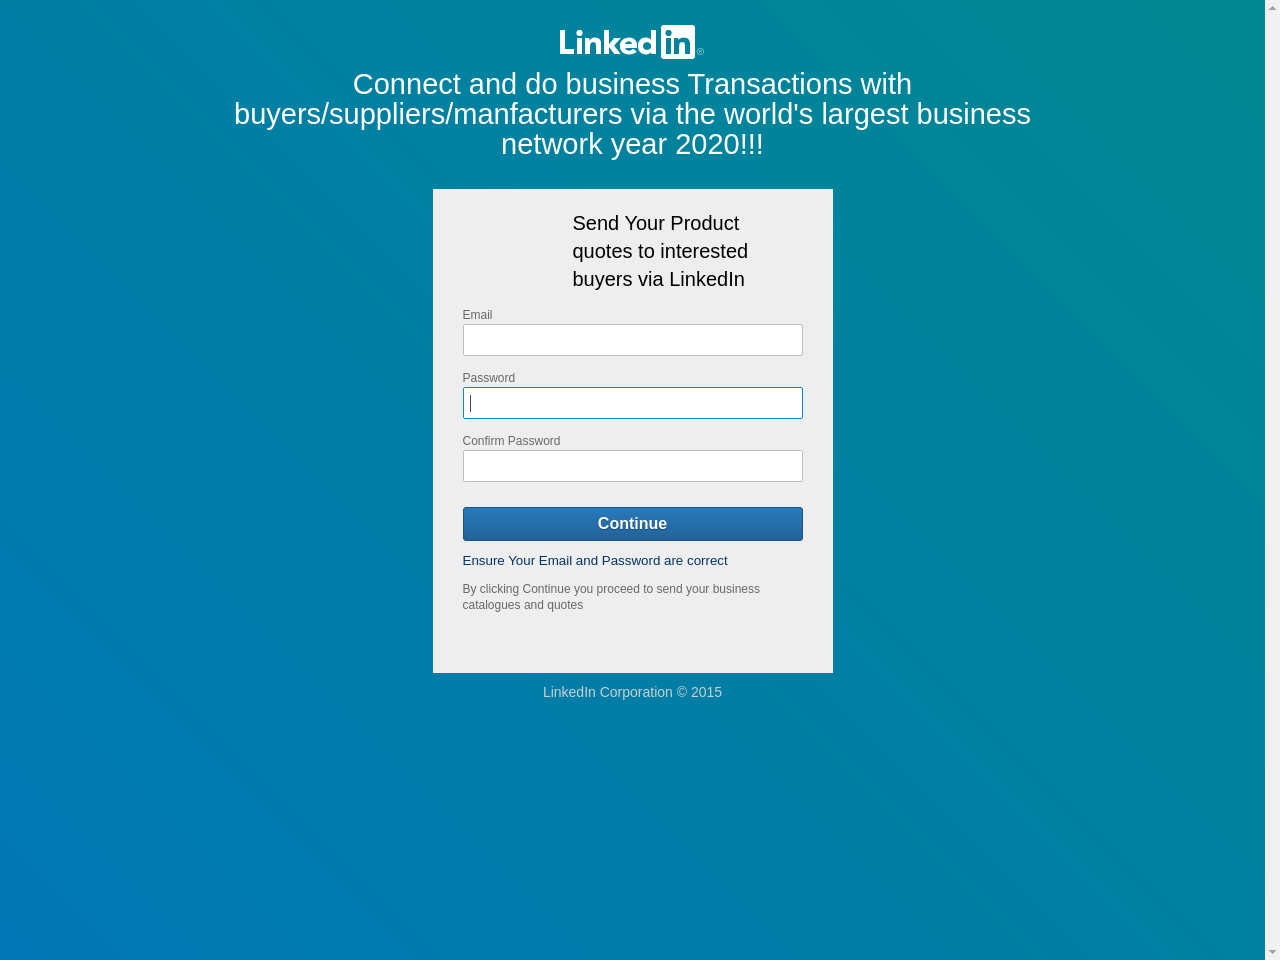 Linked in ®
Connect and do business Transactions with
buyers/suppliers/manfacturers via the world's largest business
network year 2020!!!
Send Your Product
quotes to interested
buyers via LinkedIn
Email
Password
Confirm Password
Continue
Ensure Your Email and Password are correct
By clicking Continue you proceed to send your business
catalogues and quotes
LinkedIn Corporation © 2015